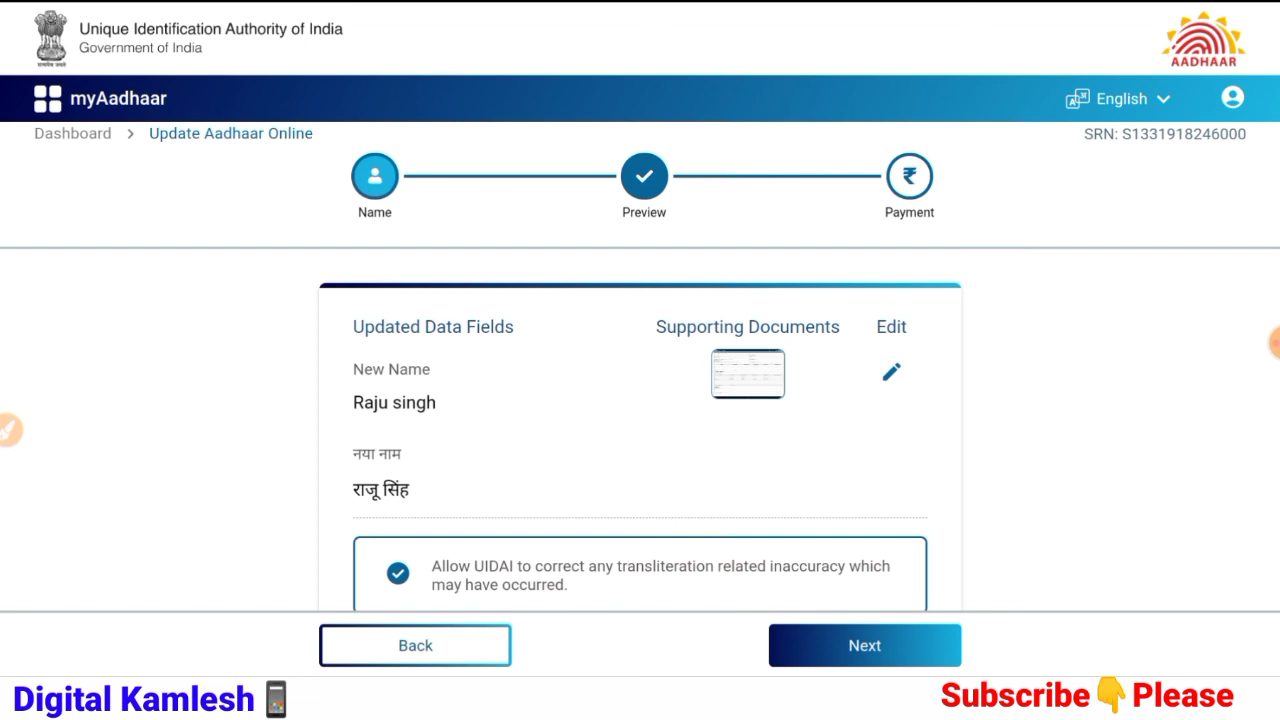 Unique Identification Authority of India
Government of India
AADHAAR
myAadhaar
English
Dashboard > Update Aadhaar Online
SRN: S1331918246000
₹
Name
Preview
Payment
Updated Data Fields
Supporting Documents
Edit
New Name
Raju singh
नया नाम
राजू सिंह
Allow UIDAI to correct any transliteration related inaccuracy which
may have occurred.
Back
Next
Digital Kamlesh
Subscribe👇Please